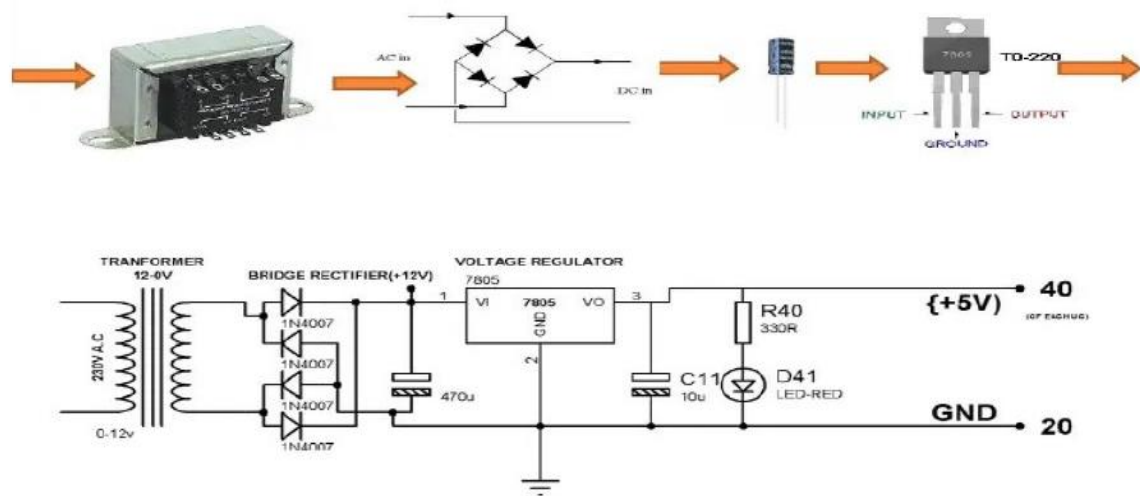 7805
TO-220
AC in
DC in
INPUT
OUTPUT
GROUND
TRANFORMER
12-0V
BRIDGE RECTIFIER(+12V)
VOLTAGE REGULATOR
7805
1
VI
7805
VO
3
GND
2
230V A.C
0-12v
1N4007
1N4007
1N4007
1N4007
470u
C11
10u
R40
330R
D41
LED-RED
{+5V)
40
GND
20